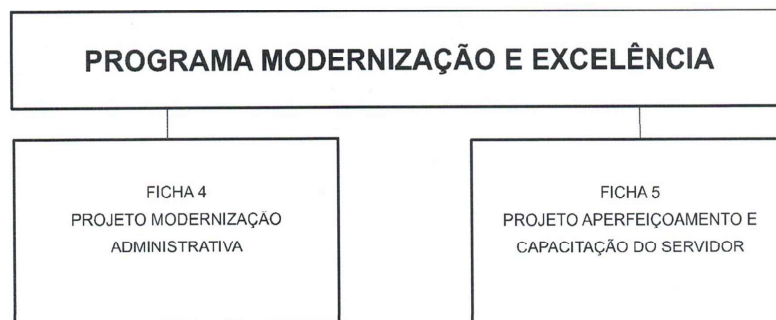 PROGRAMA MODERNIZAÇÃO E EXCELÊNCIA
FICHA 4
PROJETO MODERNIZAÇÃO
ADMINISTRATIVA
FICHA 5
PROJETO APERFEIÇOAMENTO E
CAPACITAÇÃO DO SERVIDOR